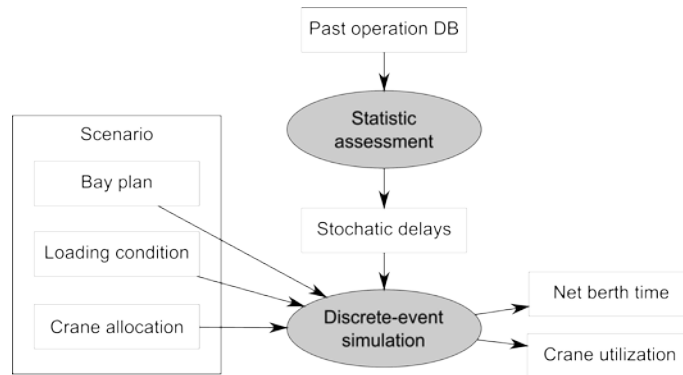 Past operation DB
Statistic
assessment
Scenario
Bay plan
Stochatic delays
Loading condition
Net berth time
Crane allocation
Discrete-event
simulation
Crane utilization